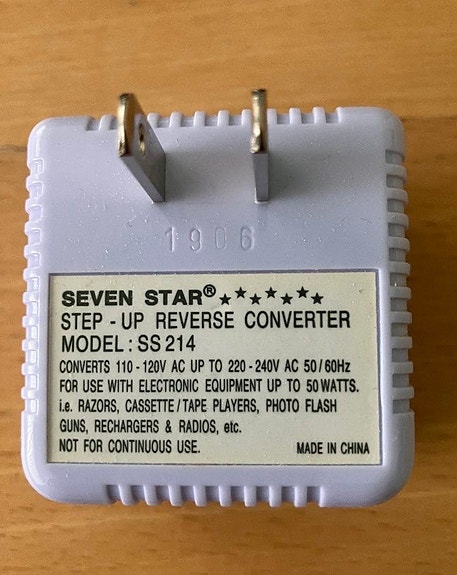 1906
SEVEN STAR® ★★★★★★★
STEP - UP REVERSE CONVERTER
MODEL : SS 214
CONVERTS 110 - 120V AC UP TO 220 - 240V AC 50 / 60Hz
FOR USE WITH ELECTRONIC EQUIPMENT UP TO 50 WATTS.
i.e. RAZORS, CASSETTE / TAPE PLAYERS, PHOTO FLASH
GUNS, RECHARGERS & RADIOS, etc.
NOT FOR CONTINUOUS USE. MADE IN CHINA